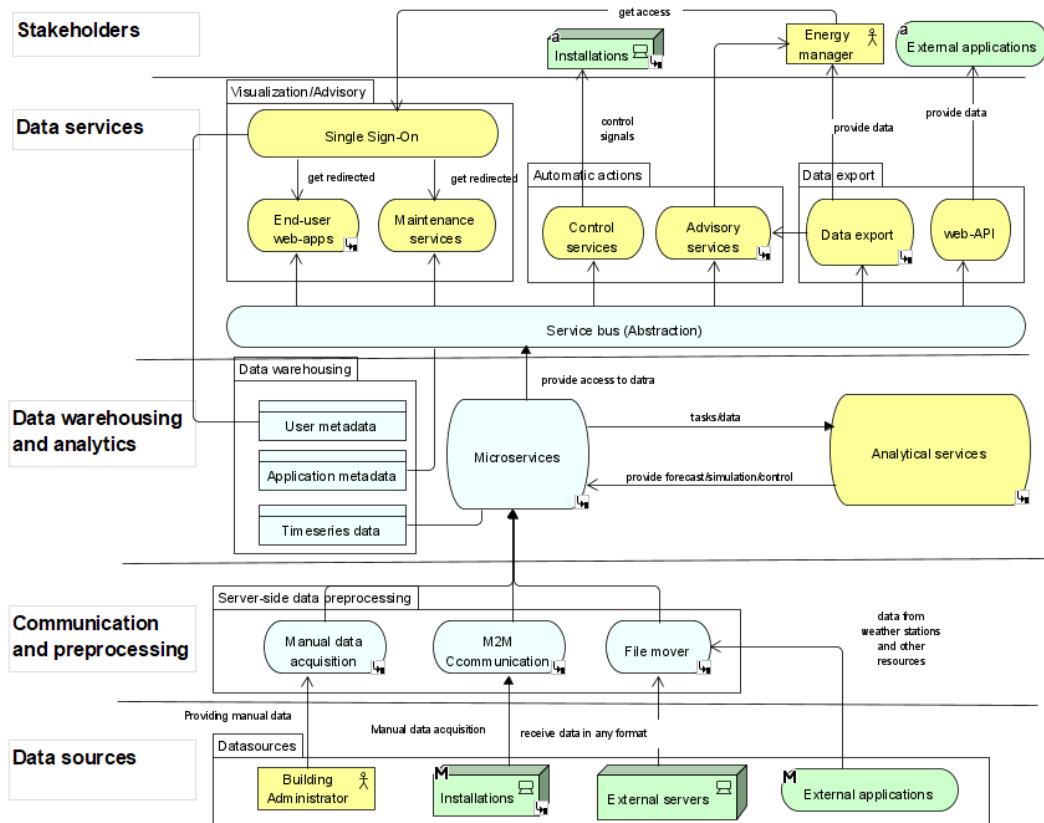 Stakeholders
get access
a
Installations
Energy
manager
a
External applications
Data services
Visualization/Advisory
Single Sign-On
get redirected
get redirected
End-user
web-apps
Maintenance
services
control
signals
provide data
provide data
Automatic actions
Control
services
Advisory
services
Data export
Data export
web-API
Service bus (Abstraction)
Data warehousing
and analytics
Data warehousing
User metadata
Application metadata
Timeseries data
provide access to datra
Microservices
tasks/data
provide forecast/simulation/control
Analytical services
Communication
and preprocessing
Server-side data preprocessing
Manual data
acquisition
M2M
Ccommunication
File mover
data from
weather stations
and other
resources
Providing manual data
Manual data acquisition
receive data in any format
Data sources
Datasources
Building
Administrator
M
Installations
External servers
M
External applications